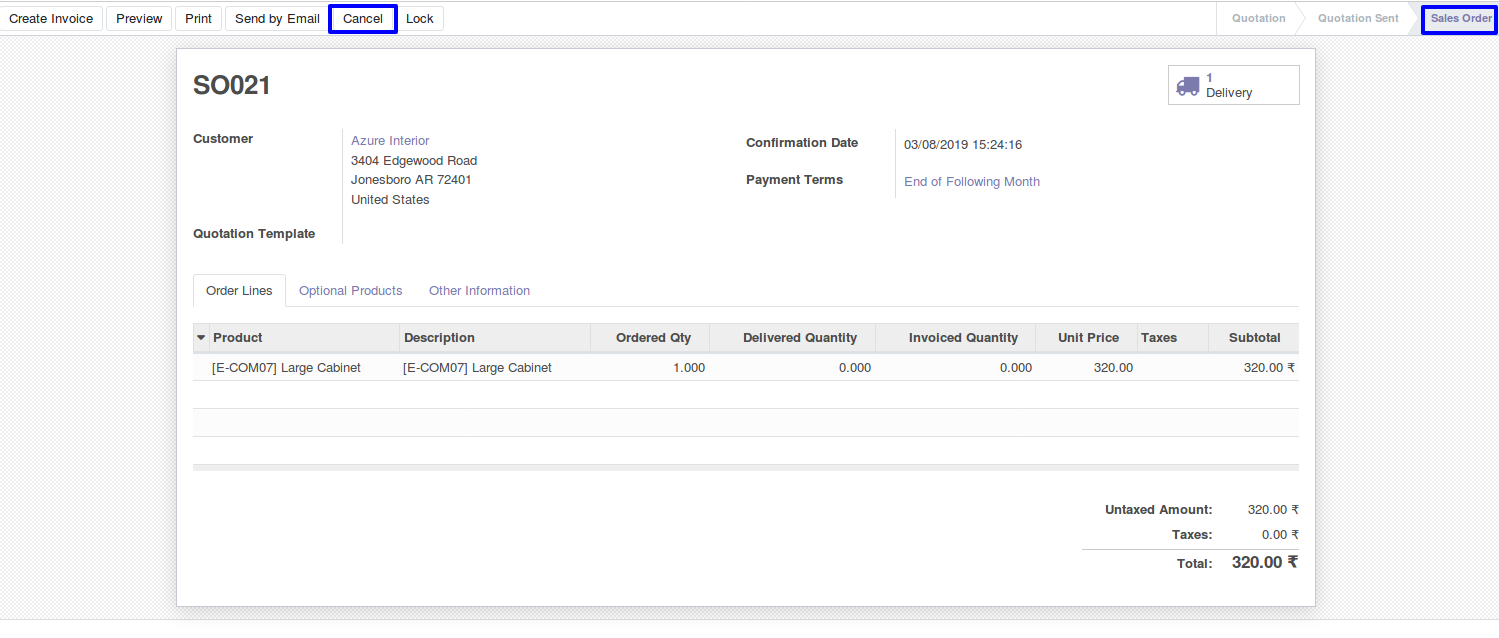 Create Invoice Preview Print Send by Email Cancel Lock Quotation Quotation Sent Sales Order
SO021
1
Delivery
Customer
Azure Interior
3404 Edgewood Road
Jonesboro AR 72401
United States
Quotation Template
Confirmation Date 03/08/2019 15:24:16
Payment Terms End of Following Month
Order Lines Optional Products Other Information
Product Description Ordered Qty Delivered Quantity Invoiced Quantity Unit Price Taxes Subtotal
[E-COM07] Large Cabinet [E-COM07] Large Cabinet 1.000 0.000 0.000 320.00 320.00 ₹
Untaxed Amount: 320.00 ₹
Taxes: 0.00 ₹
Total: 320.00 ₹